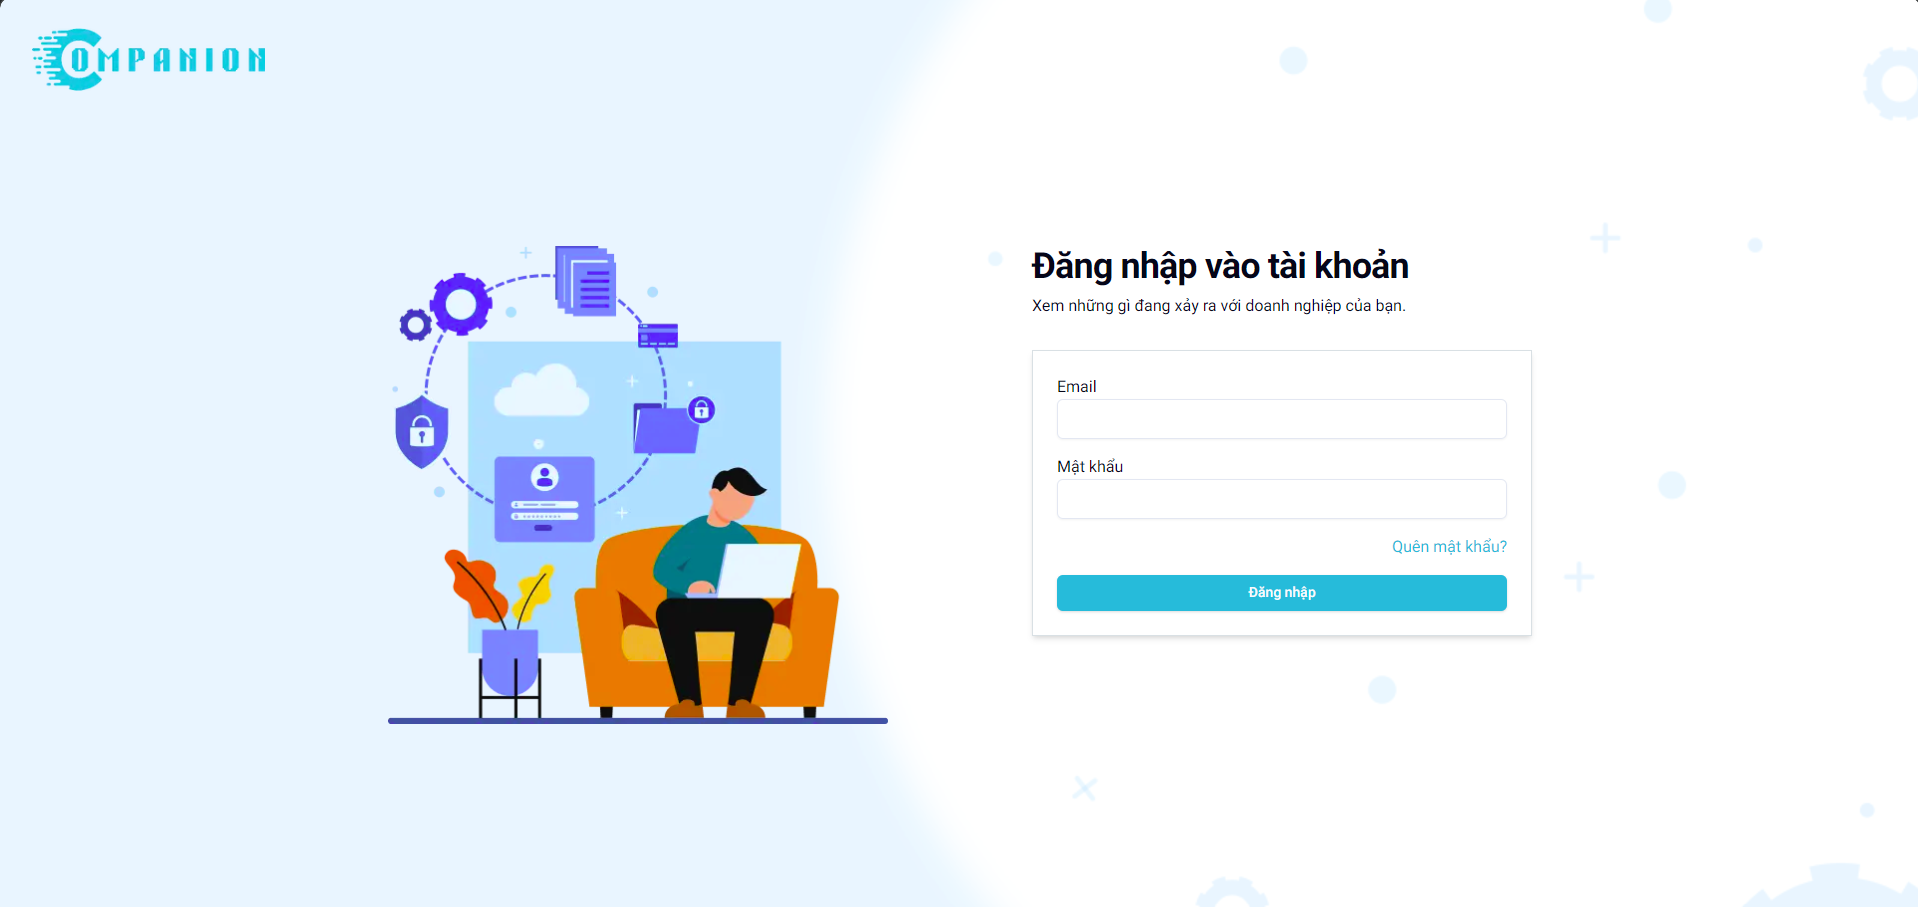 COMPANION
Đăng nhập vào tài khoản
Xem những gì đang xảy ra với doanh nghiệp của bạn.
Email
Mật khẩu
Quên mật khẩu?
Đăng nhập